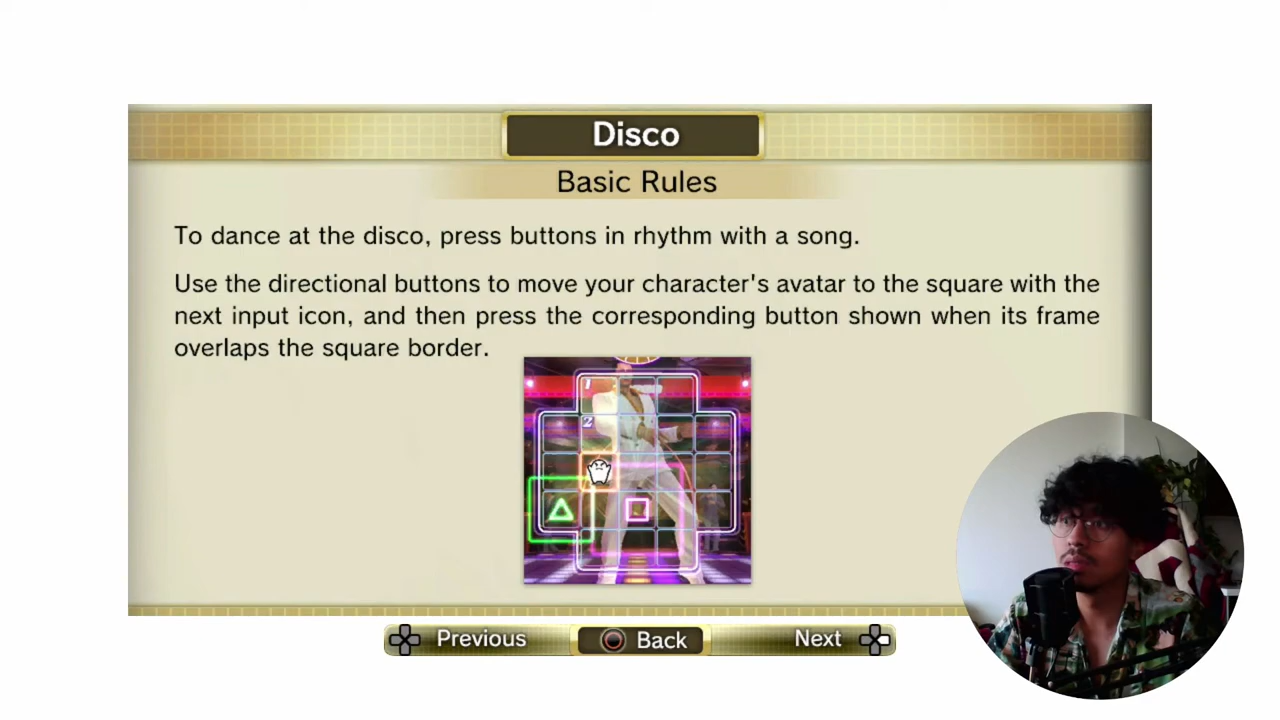 Disco
Basic Rules
To dance at the disco, press buttons in rhythm with a song.
Use the directional buttons to move your character's avatar to the square with the
next input icon, and then press the corresponding button shown when its frame
overlaps the square border.
1
2
Previous
Back
Next